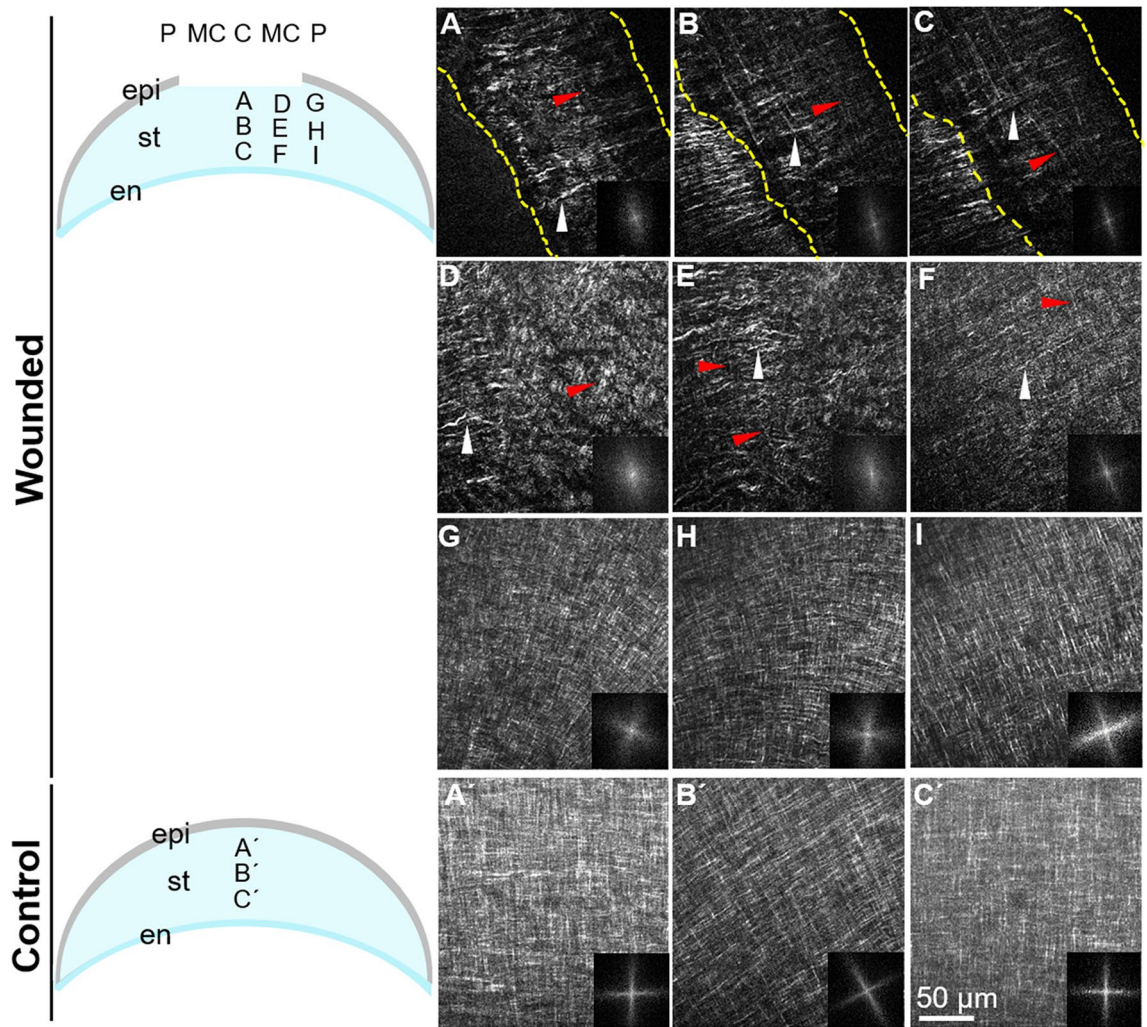 Wounded
P MC C MC P
epi
st
en
A D G
B E H
C F I
A
B
C
D
E
F
G
H
I
Control
epi
st
en
A´
B´
C´
A´
B´
C´
50 µm